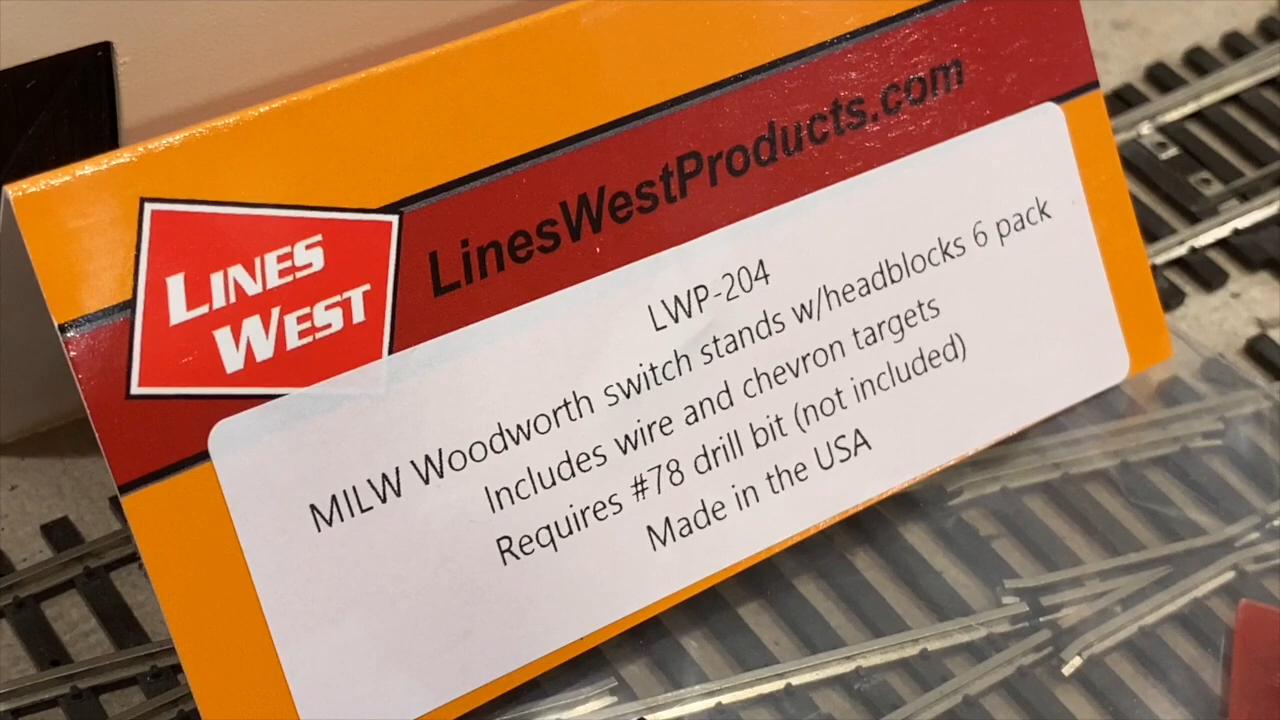 LinesWestProducts.com
LINES
WEST
LWP-204
MILW Woodworth switch stands w/headblocks 6 pack
Includes wire and chevron targets
Requires #78 drill bit (not included)
Made in the USA